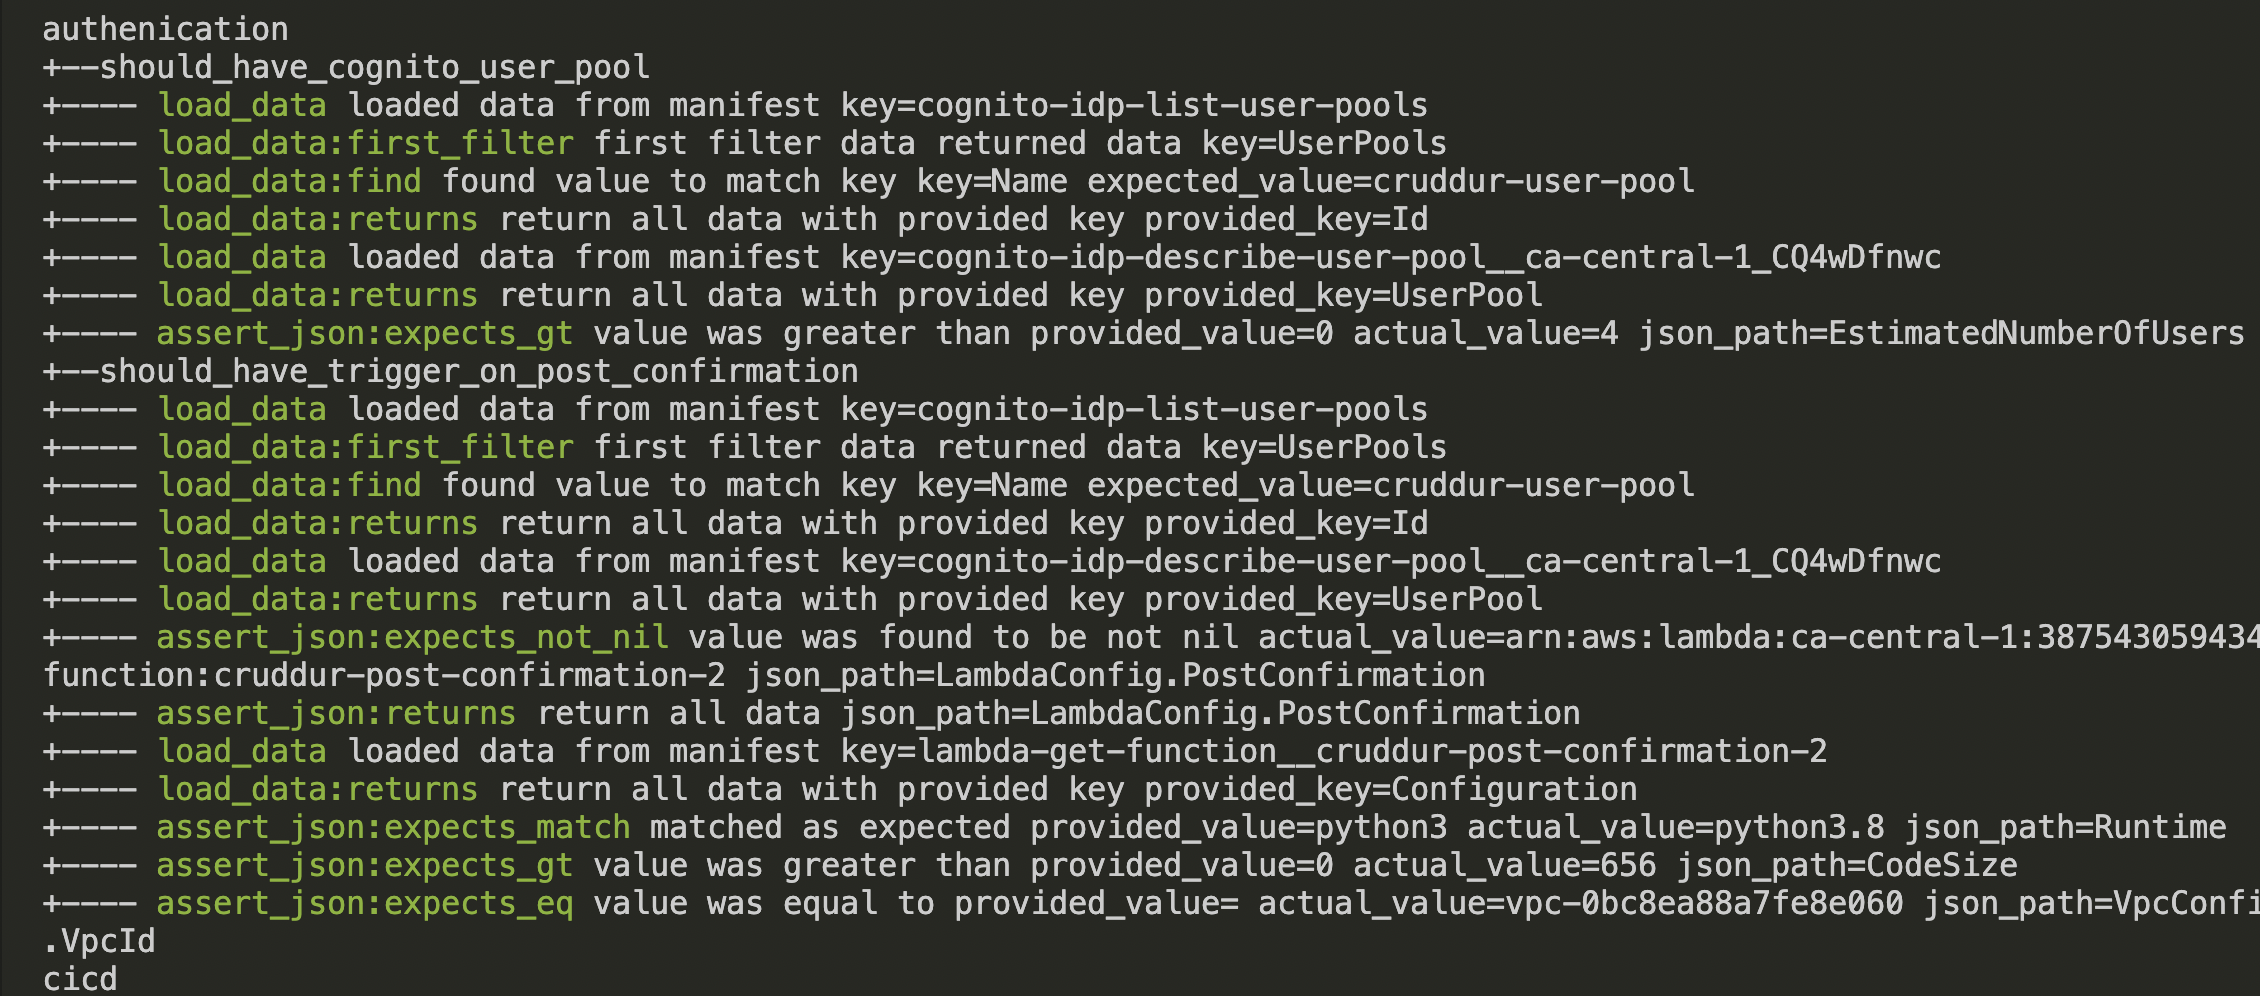 authenication
+--should_have_cognito_user_pool
+---- load_data loaded data from manifest key=cognito-idp-list-user-pools
+---- load_data:first_filter first filter data returned data key=UserPools
+---- load_data:find found value to match key key=Name expected_value=cruddur-user-pool
+---- load_data:returns return all data with provided key provided_key=Id
+---- load_data loaded data from manifest key=cognito-idp-describe-user-pool__ca-central-1_CQ4wDfnwc
+---- load_data:returns return all data with provided key provided_key=UserPool
+---- assert_json:expects_gt value was greater than provided_value=0 actual_value=4 json_path=EstimatedNumberOfUsers
+--should_have_trigger_on_post_confirmation
+---- load_data loaded data from manifest key=cognito-idp-list-user-pools
+---- load_data:first_filter first filter data returned data key=UserPools
+---- load_data:find found value to match key key=Name expected_value=cruddur-user-pool
+---- load_data:returns return all data with provided key provided_key=Id
+---- load_data loaded data from manifest key=cognito-idp-describe-user-pool__ca-central-1_CQ4wDfnwc
+---- load_data:returns return all data with provided key provided_key=UserPool
+---- assert_json:expects_not_nil value was found to be not nil actual_value=arn:aws:lambda:ca-central-1:387543059434
function:cruddur-post-confirmation-2 json_path=LambdaConfig.PostConfirmation
+---- assert_json:returns return all data json_path=LambdaConfig.PostConfirmation
+---- load_data loaded data from manifest key=lambda-get-function__cruddur-post-confirmation-2
+---- load_data:returns return all data with provided key provided_key=Configuration
+---- assert_json:expects_match matched as expected provided_value=python3 actual_value=python3.8 json_path=Runtime
+---- assert_json:expects_gt value was greater than provided_value=0 actual_value=656 json_path=CodeSize
+---- assert_json:expects_eq value was equal to provided_value= actual_value=vpc-0bc8ea88a7fe8e060 json_path=VpcConfi
.VpcId
cicd